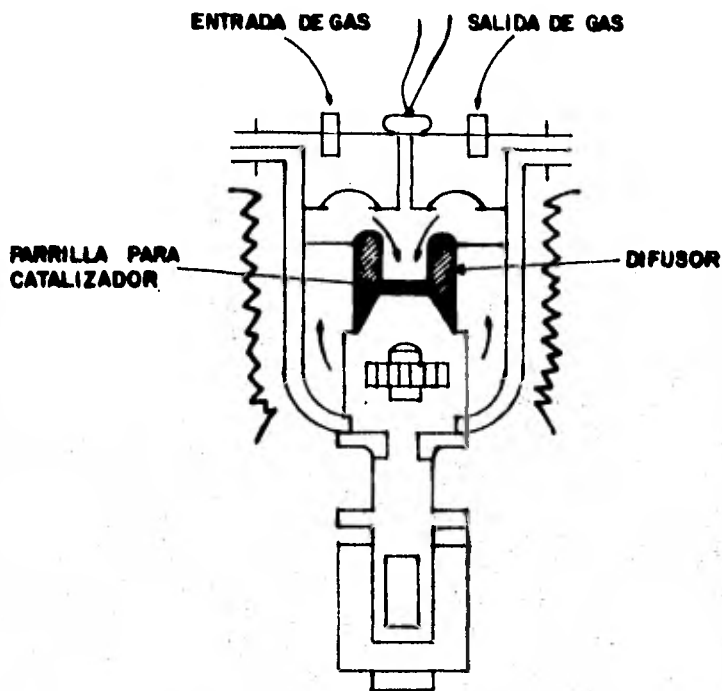 ENTRADA DE GAS
SALIDA DE GAS
PARRILLA PARA
CATALIZADOR
DIFUSOR